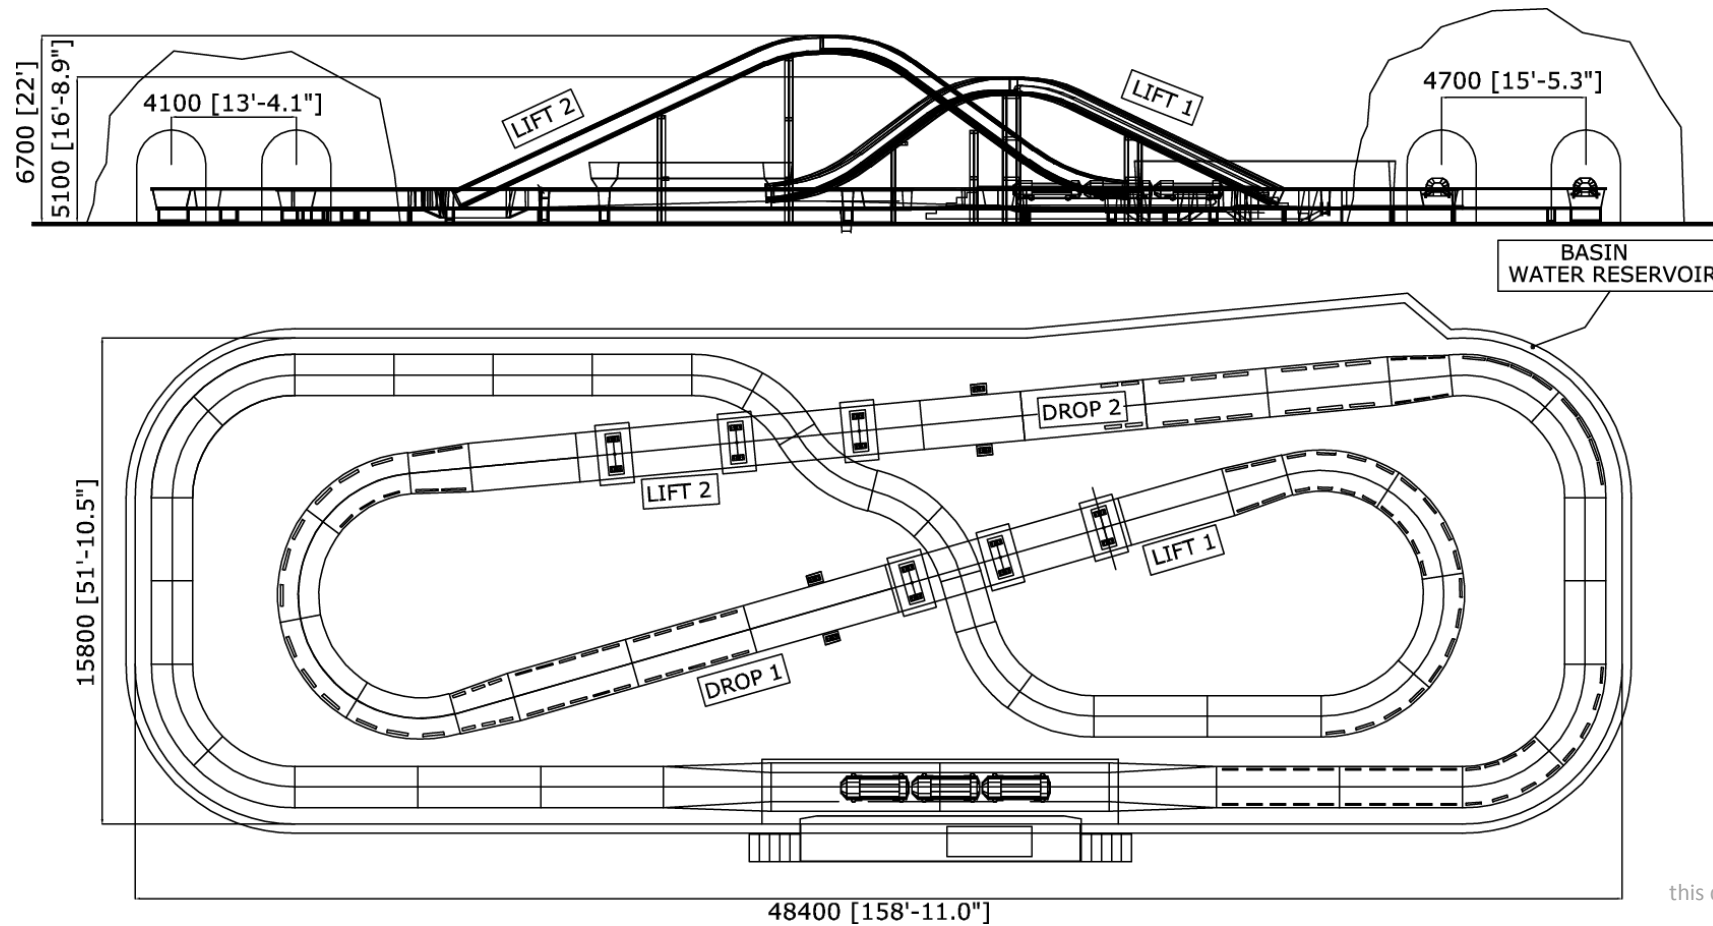 6700 [22']
5100 [16'-8.9"]
4100 [13'-4.1"]
LIFT 2
LIFT 1
4700 [15'-5.3"]
BASIN
WATER RESERVOIR
DROP 2
LIFT 2
LIFT 1
DROP 1
15800 [51'-10.5"]
48400 [158'-11.0"]
this